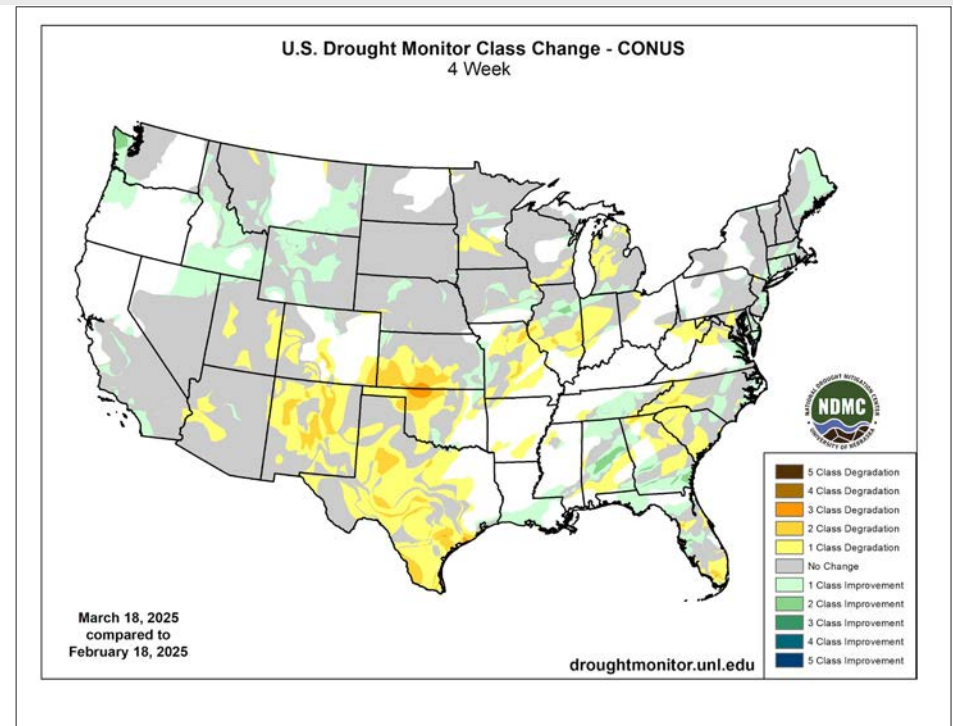 U.S. Drought Monitor Class Change - CONUS
4 Week
NATIONAL DROUGHT MITIGATION CENTER
NDMC
UNIVERSITY OF NEBRASKA
5 Class Degradation
4 Class Degradation
3 Class Degradation
2 Class Degradation
1 Class Degradation
No Change
1 Class Improvement
2 Class Improvement
3 Class Improvement
4 Class Improvement
5 Class Improvement
March 18, 2025
compared to
February 18, 2025
droughtmonitor.unl.edu